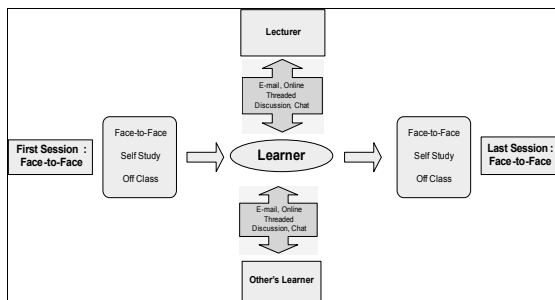 Lecturer
E-mail, Online
Threaded
Discussion, Chat
First Session :
Face-to-Face
Face-to-Face
Self Study
Off Class
Learner
Face-to-Face
Self Study
Off Class
Last Session :
Face-to-Face
E-mail, Online
Threaded
Discussion, Chat
Other's Learner